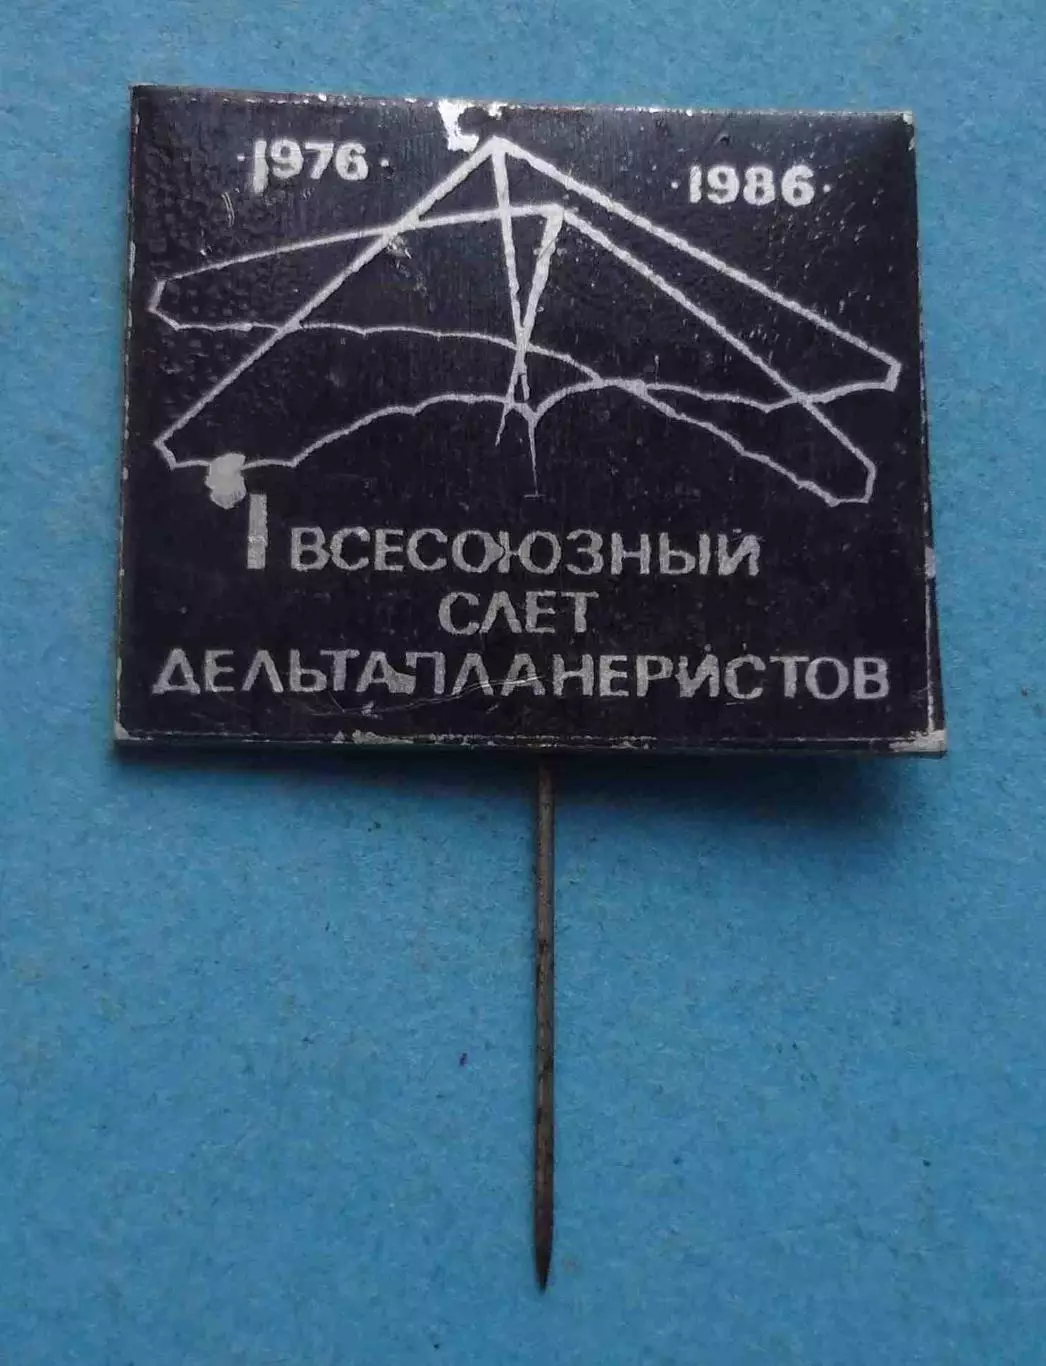 ·1976·
·1986·
I ВСЕСОЮЗНЫЙ
СЛЕТ
ДЕЛЬТАПЛАНЕРИСТОВ